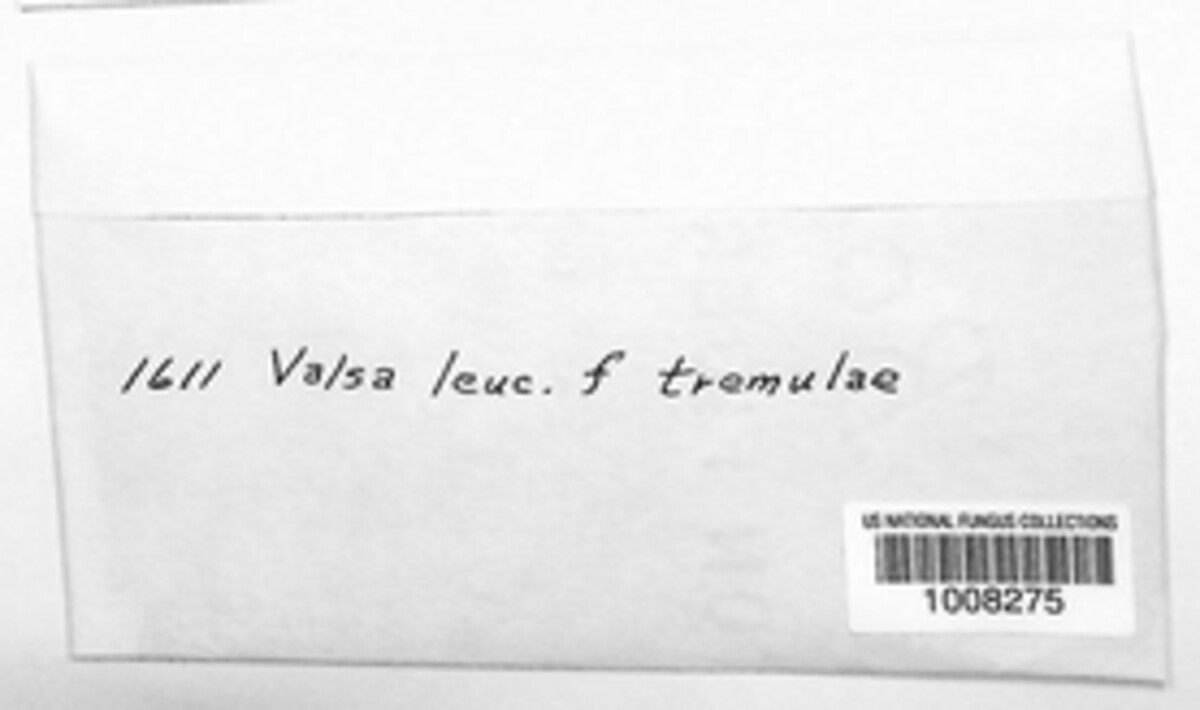 1611 Valsa leuc. f tremulae
US NATIONAL FUNGUS COLLECTIONS
1008275